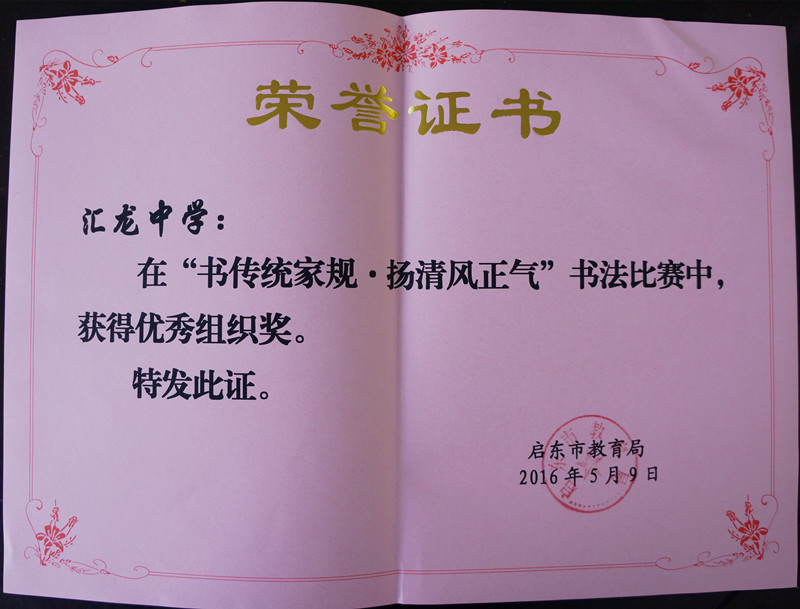 荣誉证书
汇龙中学：
在“书传统家规·扬清风正气”书法比赛中，
获得优秀组织奖。
特发此证。
启东市教育局
2016年5月9日